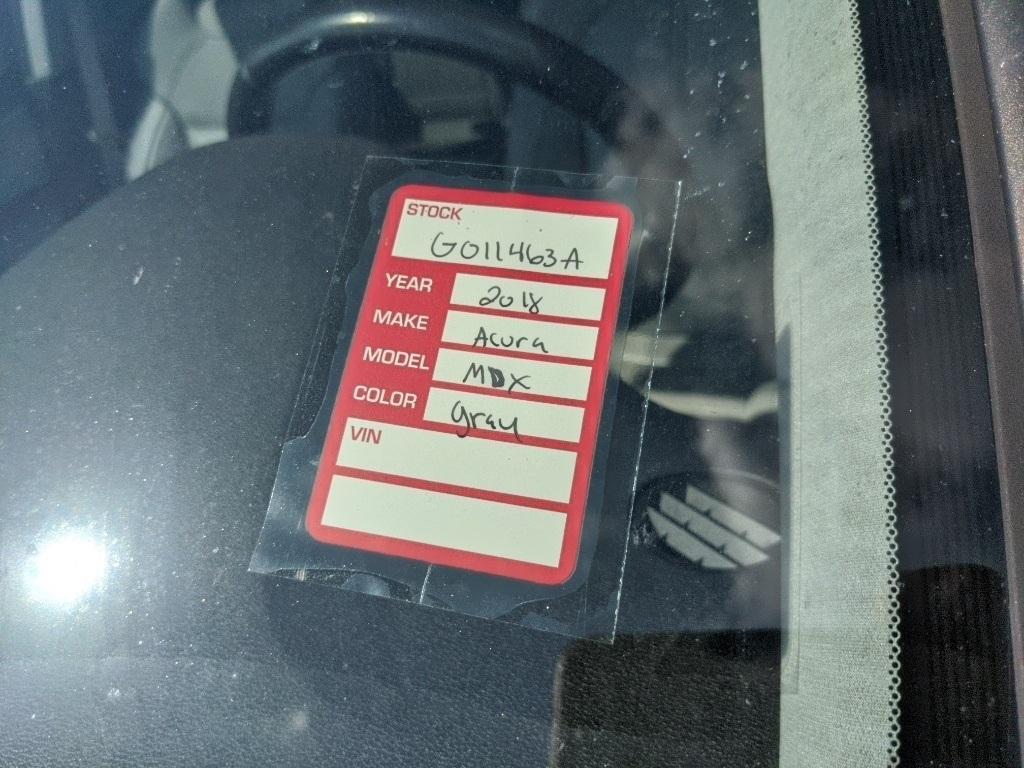 STOCK
G011463A
YEAR 2018
MAKE Acura
MODEL MDX
COLOR gray
VIN